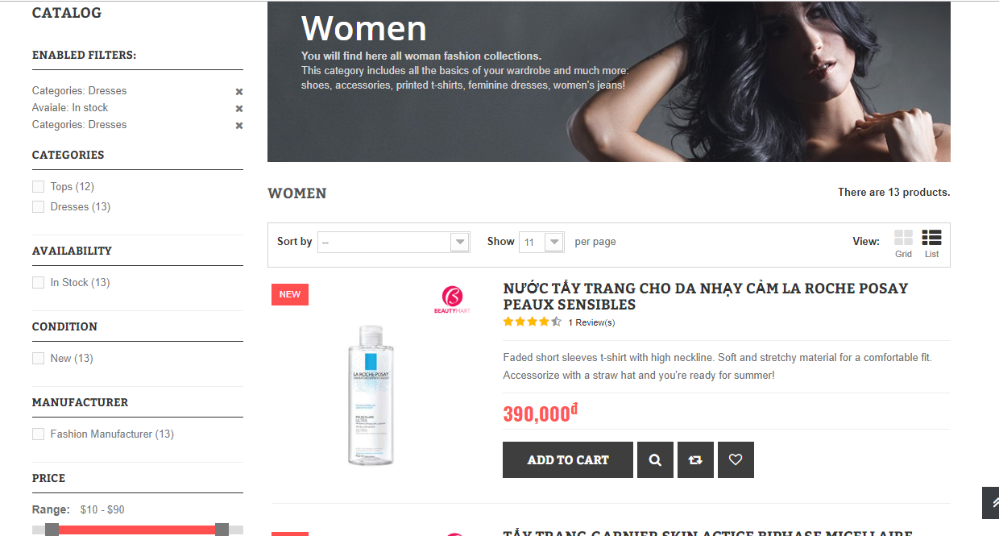 CATALOG
ENABLED FILTERS:
Categories: Dresses
Avaiale: In stock
Categories: Dresses
CATEGORIES
Tops (12)
Dresses (13)
AVAILABILITY
In Stock (13)
CONDITION
New (13)
MANUFACTURER
Fashion Manufacturer (13)
PRICE
Range: $10 - $90
Women
You will find here all woman fashion collections.
This category includes all the basics of your wardrobe and much more:
shoes, accessories, printed t-shirts, feminine dresses, women's jeans!
WOMEN
There are 13 products.
Sort by --
Show 11 per page
View:
Grid List
NEW
BEAUTYMART
LA ROCHE-POSAY
ULTRA
ULTRA
NƯỚC TẨY TRANG CHO DA NHẠY CẢM LA ROCHE POSAY
PEAUX SENSIBLES
1 Review(s)
Faded short sleeves t-shirt with high neckline. Soft and stretchy material for a comfortable fit.
Accessorize with a straw hat and you're ready for summer!
390,000đ
ADD TO CART
TẨY TRANG GARNIER SKIN ACTICE BIPHASE MICELLAIRE